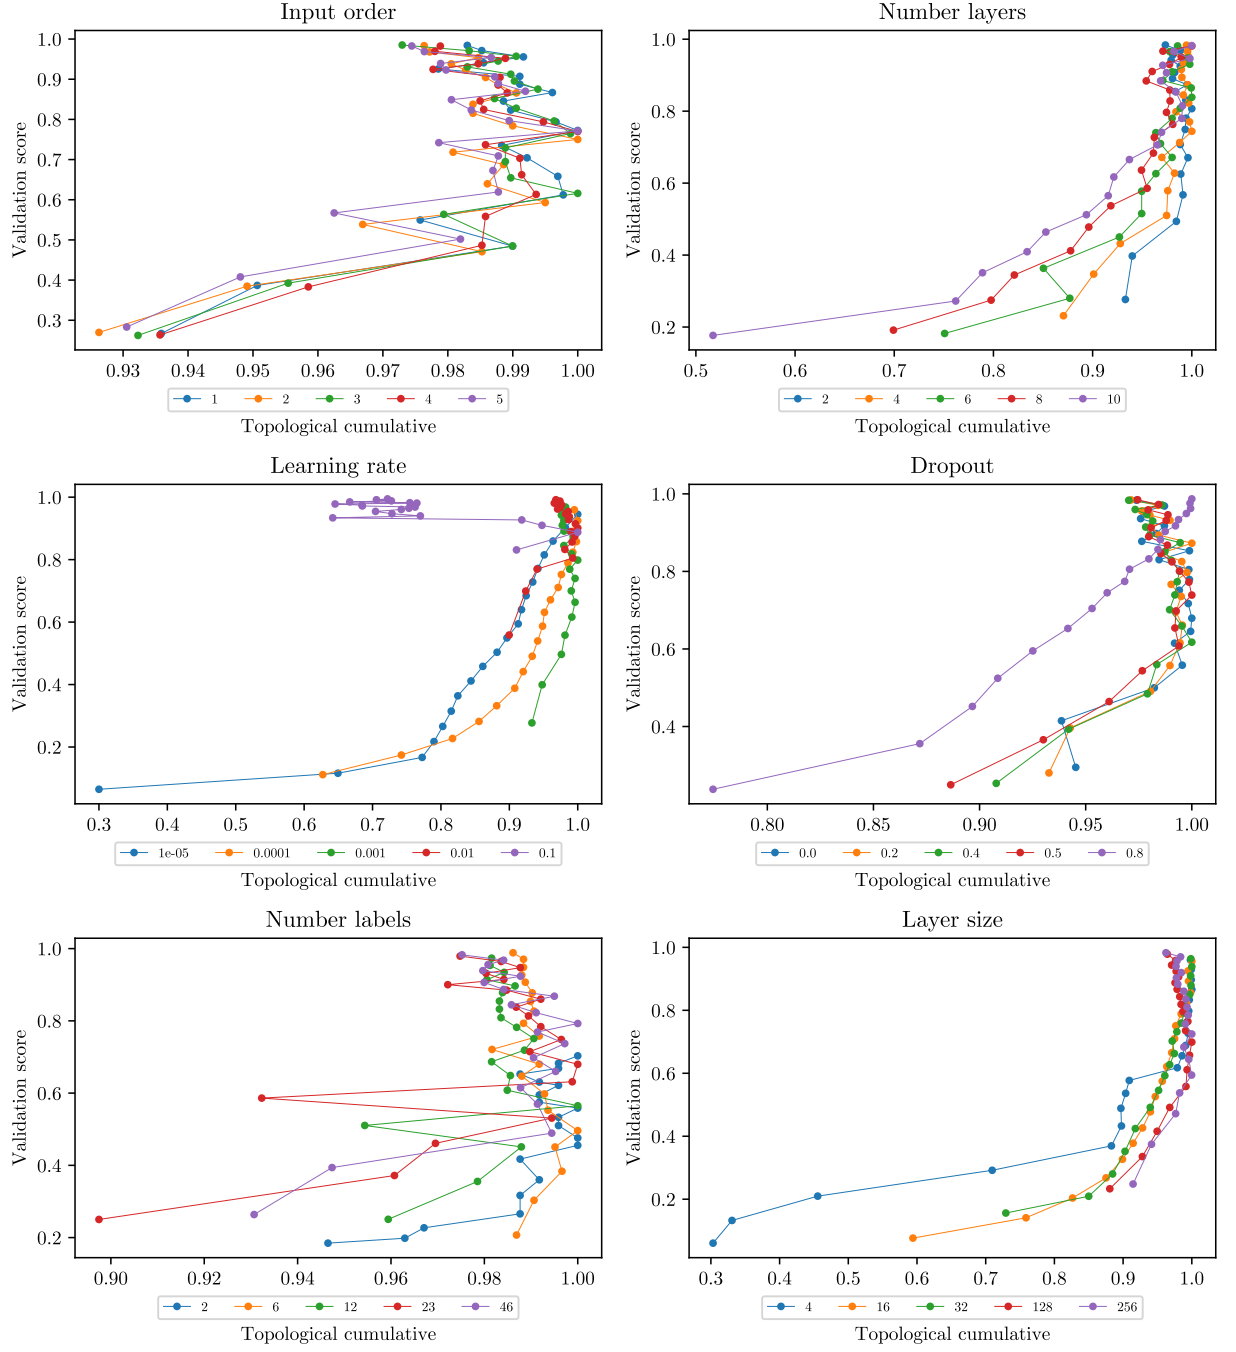 Input order
Validation score
1.0
0.9
0.8
0.7
0.6
0.5
0.4
0.3
0.93 0.94 0.95 0.96 0.97 0.98 0.99 1.00
1 2 3 4 5
Topological cumulative
Number layers
Validation score
1.0
0.8
0.6
0.4
0.2
0.5 0.6 0.7 0.8 0.9 1.0
2 4 6 8 10
Topological cumulative
Learning rate
Validation score
1.0
0.8
0.6
0.4
0.2
0.3 0.4 0.5 0.6 0.7 0.8 0.9 1.0
1e-05 0.0001 0.001 0.01 0.1
Topological cumulative
Dropout
Validation score
1.0
0.8
0.6
0.4
0.80 0.85 0.90 0.95 1.00
0.0 0.2 0.4 0.5 0.8
Topological cumulative
Number labels
Validation score
1.0
0.8
0.6
0.4
0.2
0.90 0.92 0.94 0.96 0.98 1.00
2 6 12 23 46
Topological cumulative
Layer size
Validation score
1.0
0.8
0.6
0.4
0.2
0.3 0.4 0.5 0.6 0.7 0.8 0.9 1.0
4 16 32 128 256
Topological cumulative